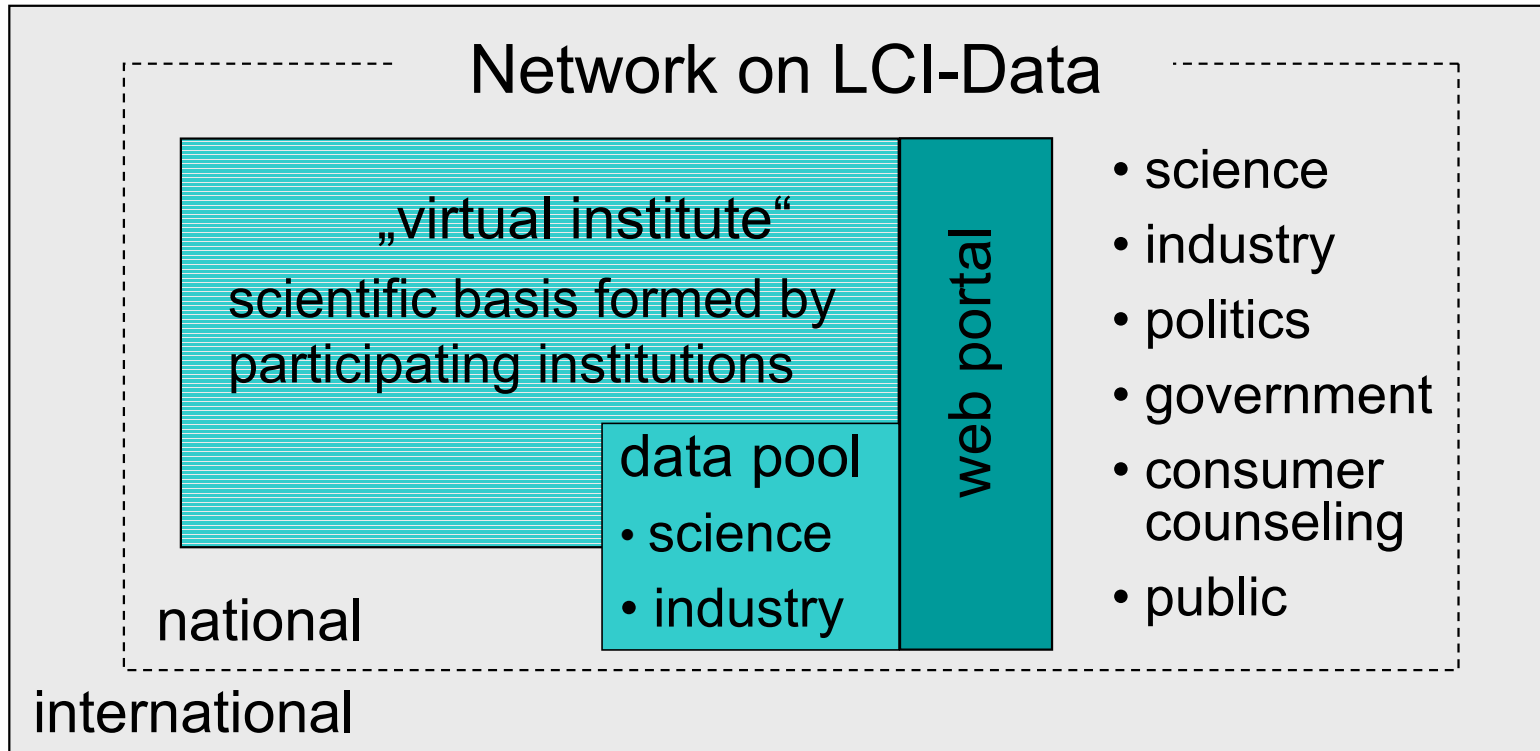 Network on LCI-Data
„virtual institute“
scientific basis formed by
participating institutions
data pool
• science
• industry
web portal
• science
• industry
• politics
• government
• consumer
counseling
• public
national
international